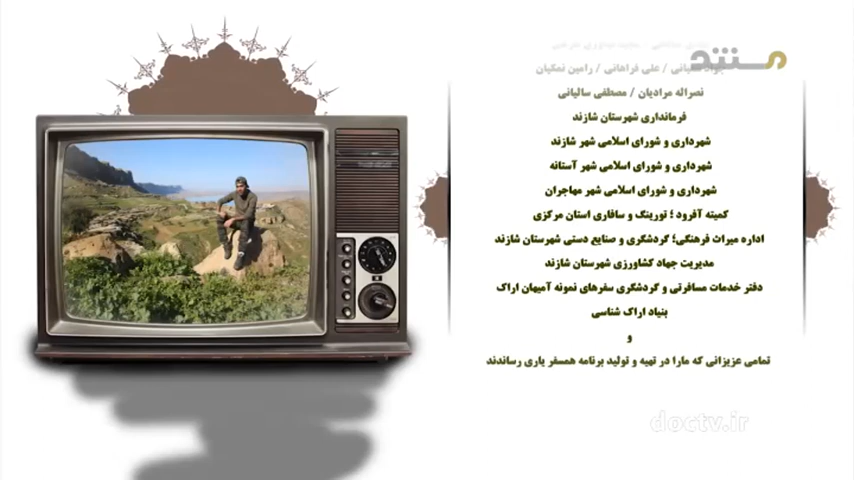 مستند
علی فراهانی / رامین نمکیان
نصراله مرادیان / مصطفی سالیانی
فرمانداری شهرستان شازند
شهرداری و شورای اسلامی شهر شازند
شهرداری و شورای اسلامی شهر آستانه
شهرداری و شورای اسلامی شهر مهاجران
کمیته آفرود ؛ تورینگ و سافاری استان مرکزی
اداره میراث فرهنگی؛ گردشگری و صنایع دستی شهرستان شازند
مدیریت جهاد کشاورزی شهرستان شازند
دفتر خدمات مسافرتی و گردشگری سفرهای نمونه آمیهان اراک
بنیاد اراک شناسی
و
تمامی عزیزانی که مارا در تهیه و تولید برنامه همسفر یاری رساندند
doctv.ir